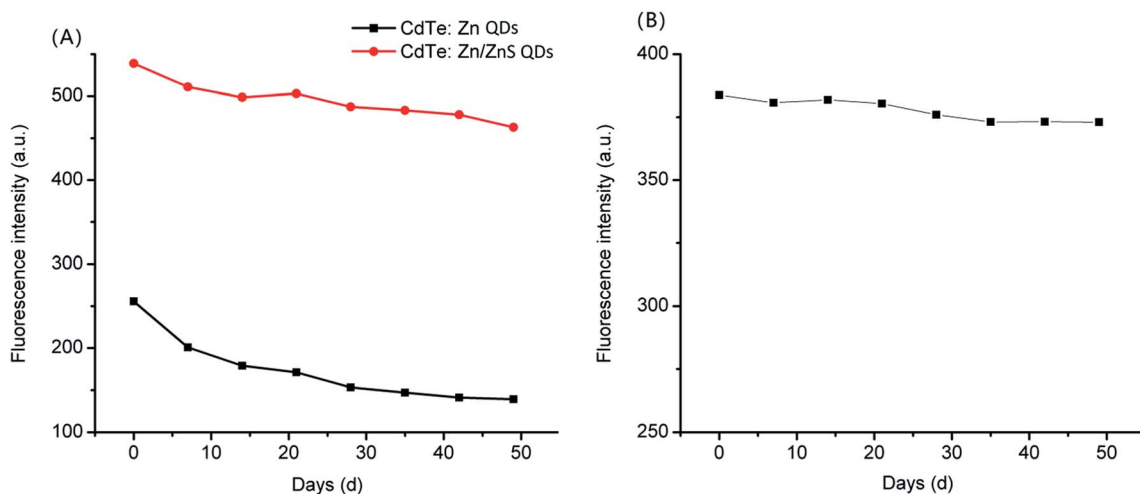 (A)
CdTe: Zn QDs
CdTe: Zn/ZnS QDs
500
400
300
200
100
Fluorescence intensity (a.u.)
0 10 20 30 40 50
Days (d)
(B)
400
350
300
250
Fluorescence intensity (a.u.)
0 10 20 30 40 50
Days (d)